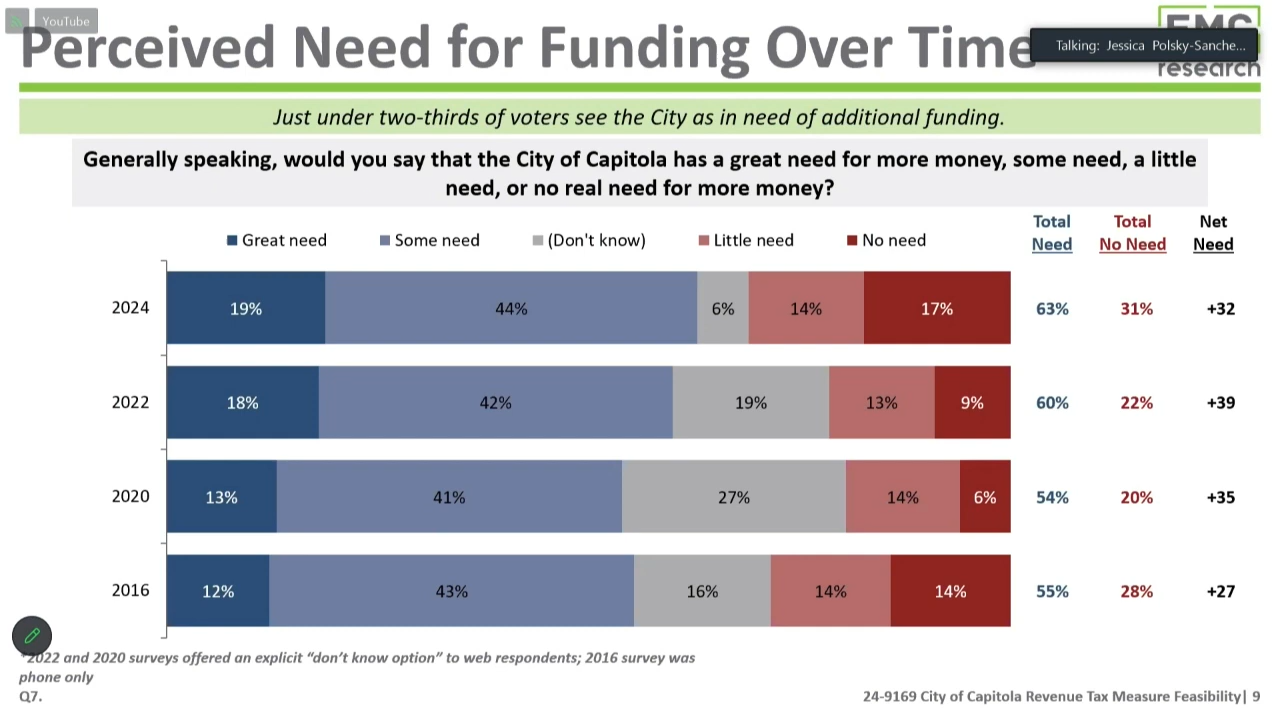 YouTube
Perceived Need for Funding Over Time
Talking: Jessica Polsky-Sanche...
EMC
research
Just under two-thirds of voters see the City as in need of additional funding.
Generally speaking, would you say that the City of Capitola has a great need for more money, some need, a little
need, or no real need for more money?
Great need Some need (Don't know) Little need No need
Total Need Total No Need Net Need
2024 19% 44% 6% 14% 17% 63% 31% +32
2022 18% 42% 19% 13% 9% 60% 22% +39
2020 13% 41% 27% 14% 6% 54% 20% +35
2016 12% 43% 16% 14% 14% 55% 28% +27
*2022 and 2020 surveys offered an explicit “don’t know option” to web respondents; 2016 survey was
phone only
Q7.
24-9169 City of Capitola Revenue Tax Measure Feasibility| 9